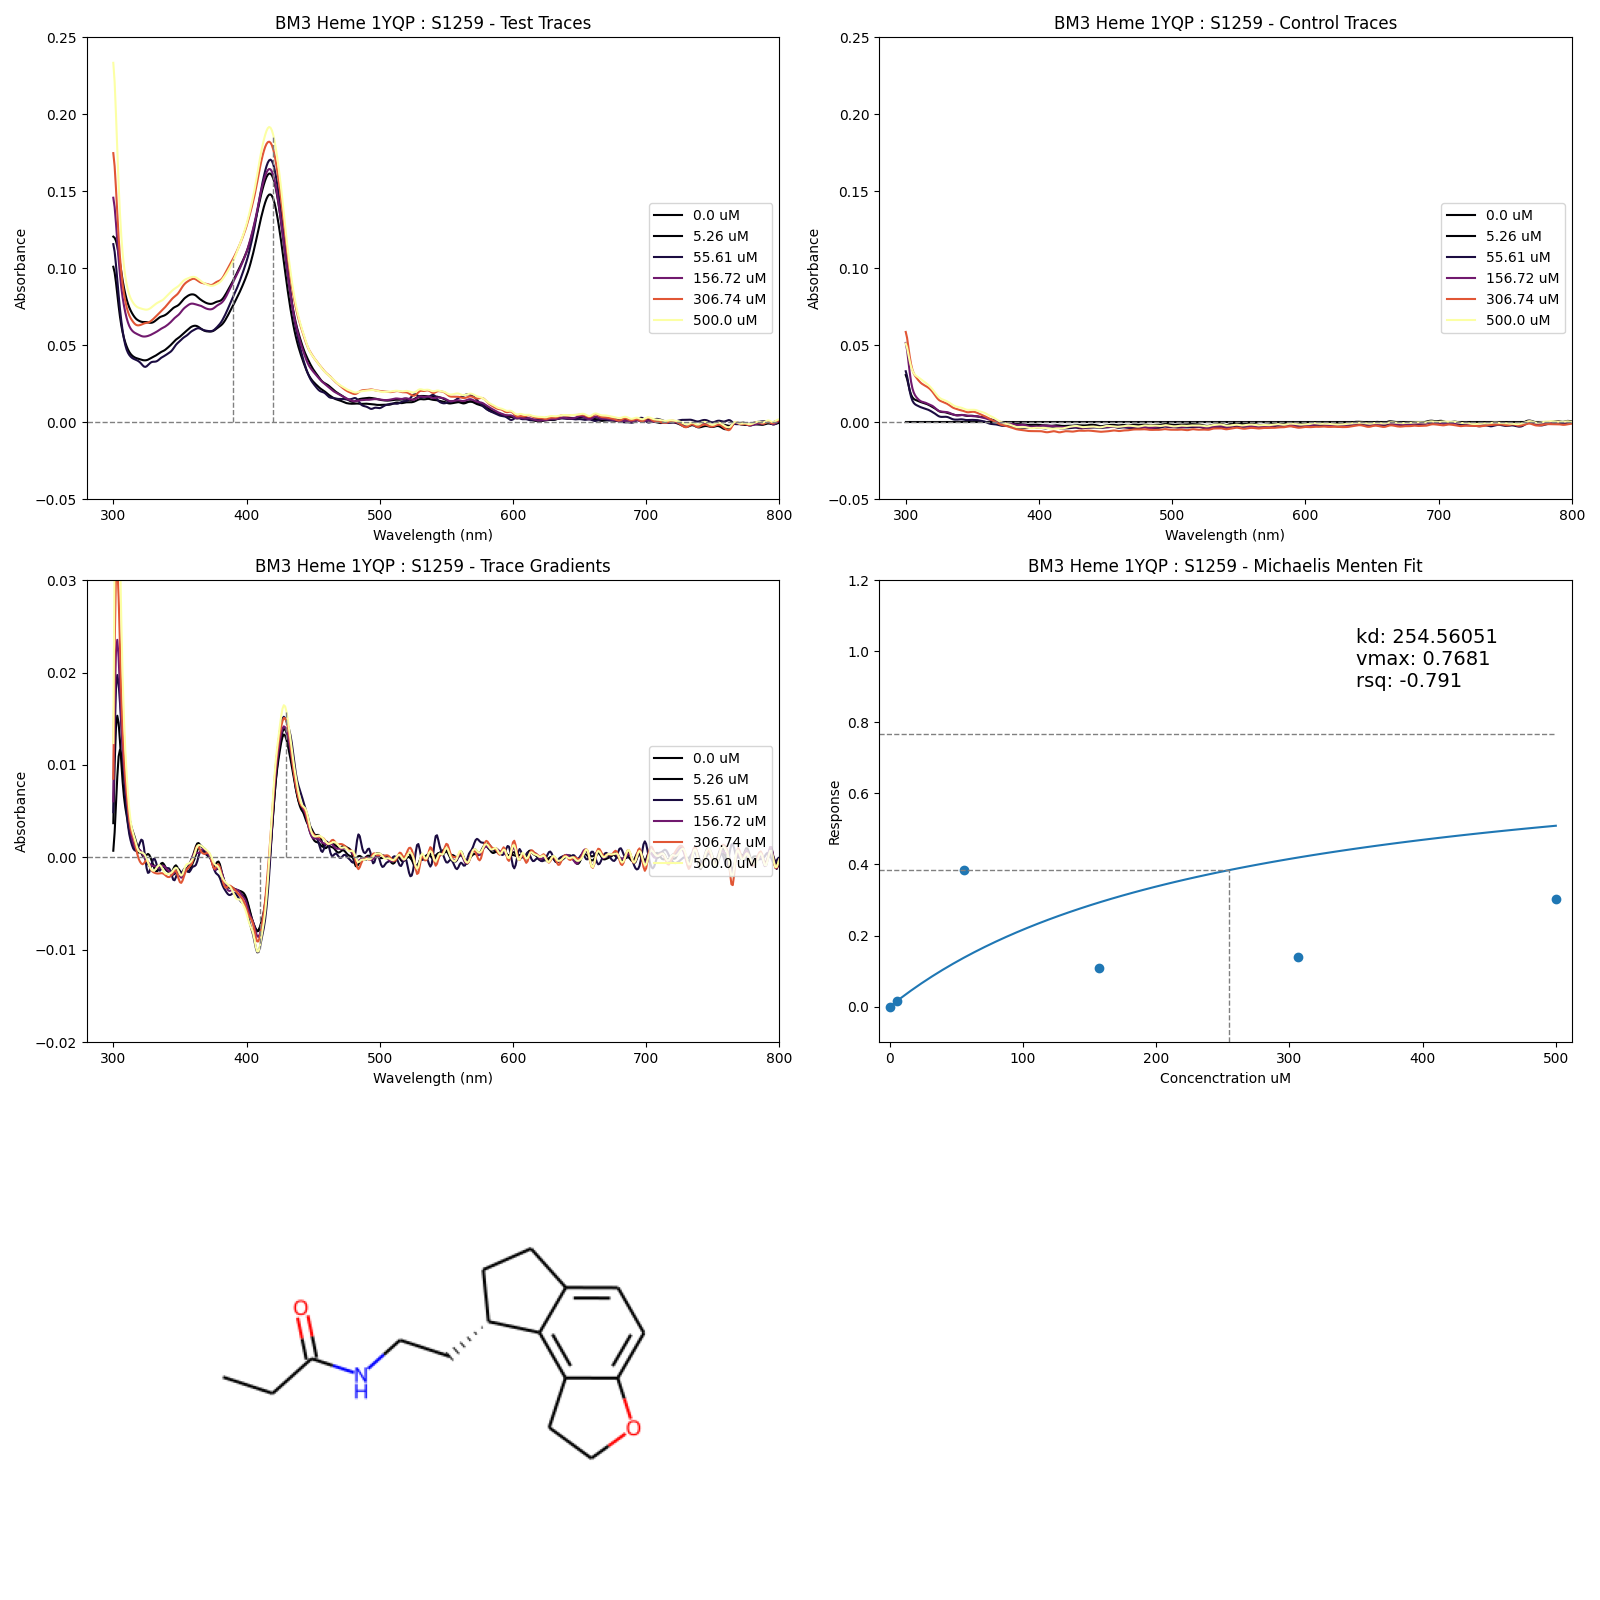 BM3 Heme 1YQP : S1259 - Test Traces
0.25
0.20
0.15
0.10
0.05
0.00
−0.05
Absorbance
300
400
500
600
700
800
Wavelength (nm)
0.0 uM
5.26 uM
55.61 uM
156.72 uM
306.74 uM
500.0 uM
BM3 Heme 1YQP : S1259 - Control Traces
0.25
0.20
0.15
0.10
0.05
0.00
−0.05
Absorbance
300
400
500
600
700
800
Wavelength (nm)
0.0 uM
5.26 uM
55.61 uM
156.72 uM
306.74 uM
500.0 uM
BM3 Heme 1YQP : S1259 - Trace Gradients
0.03
0.02
0.01
0.00
−0.01
−0.02
Absorbance
300
400
500
600
700
800
Wavelength (nm)
0.0 uM
5.26 uM
55.61 uM
156.72 uM
306.74 uM
500.0 uM
BM3 Heme 1YQP : S1259 - Michaelis Menten Fit
1.2
1.0
0.8
0.6
0.4
0.2
0.0
Response
kd: 254.56051
vmax: 0.7681
rsq: -0.791
0
100
200
300
400
500
Concenctration uM
O
N
H
O